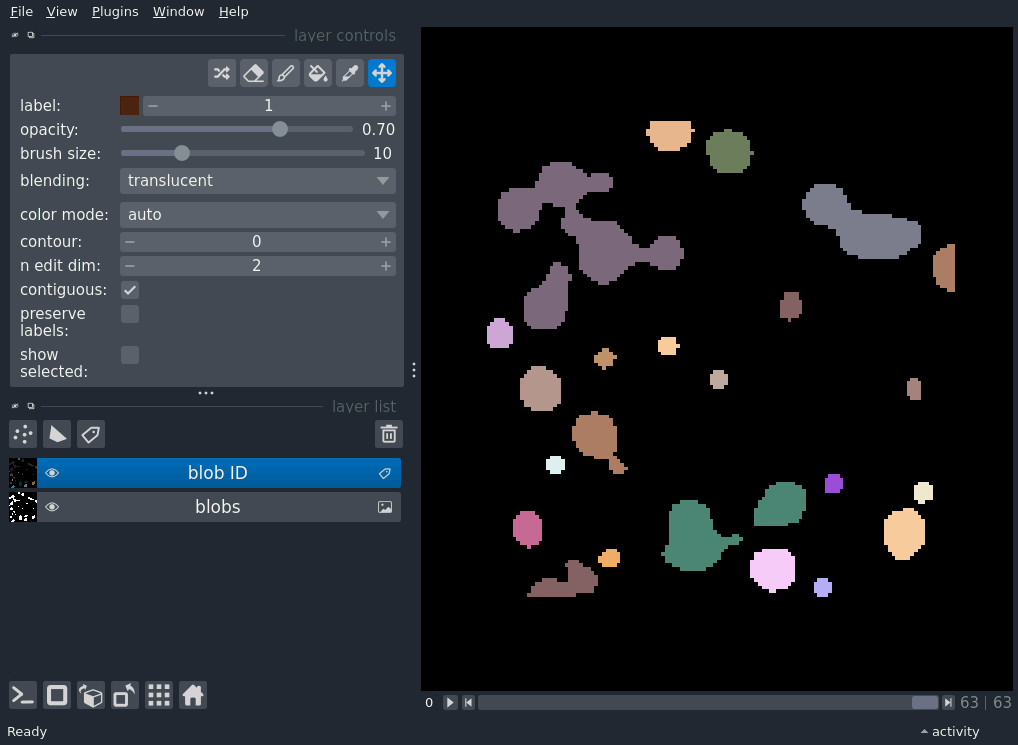 File View Plugins Window Help
layer controls
label: 1
opacity: 0.70
brush size: 10
blending: translucent
color mode: auto
contour: 0
n edit dim: 2
contiguous:
preserve
labels:
show
selected:
layer list
blob ID
blobs
0 63 | 63
Ready activity